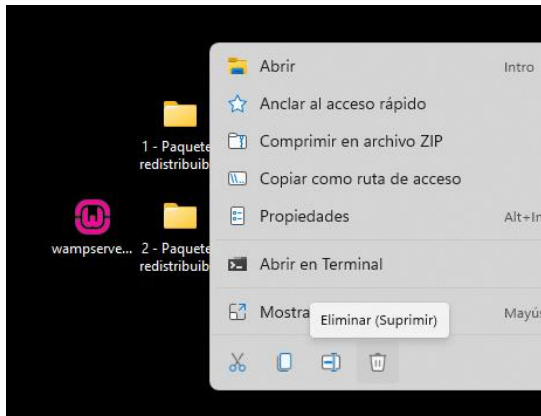 Abrir Intro
Anclar al acceso rápido
1 - Paquete
redistribuib
Comprimir en archivo ZIP
Copiar como ruta de acceso
wampserve...
2 - Paquete
redistribuib
Propiedades Alt+In
Abrir en Terminal
Mostra Mayús
Eliminar (Suprimir)